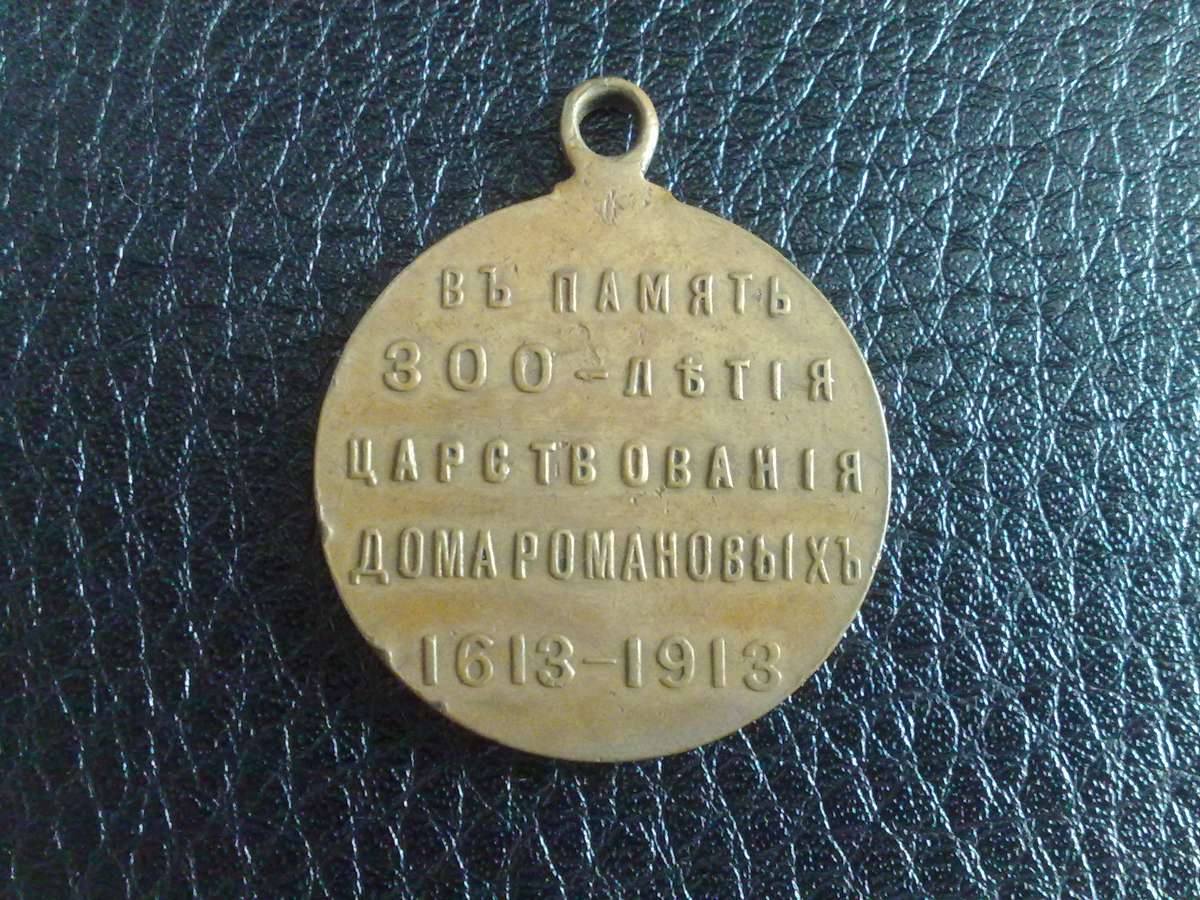 ВЪ ПАМЯТЬ
300-ЛѢТІЯ
ЦАРСТВОВАНІЯ
ДОМА РОМАНОВЫХЪ
1613-1913